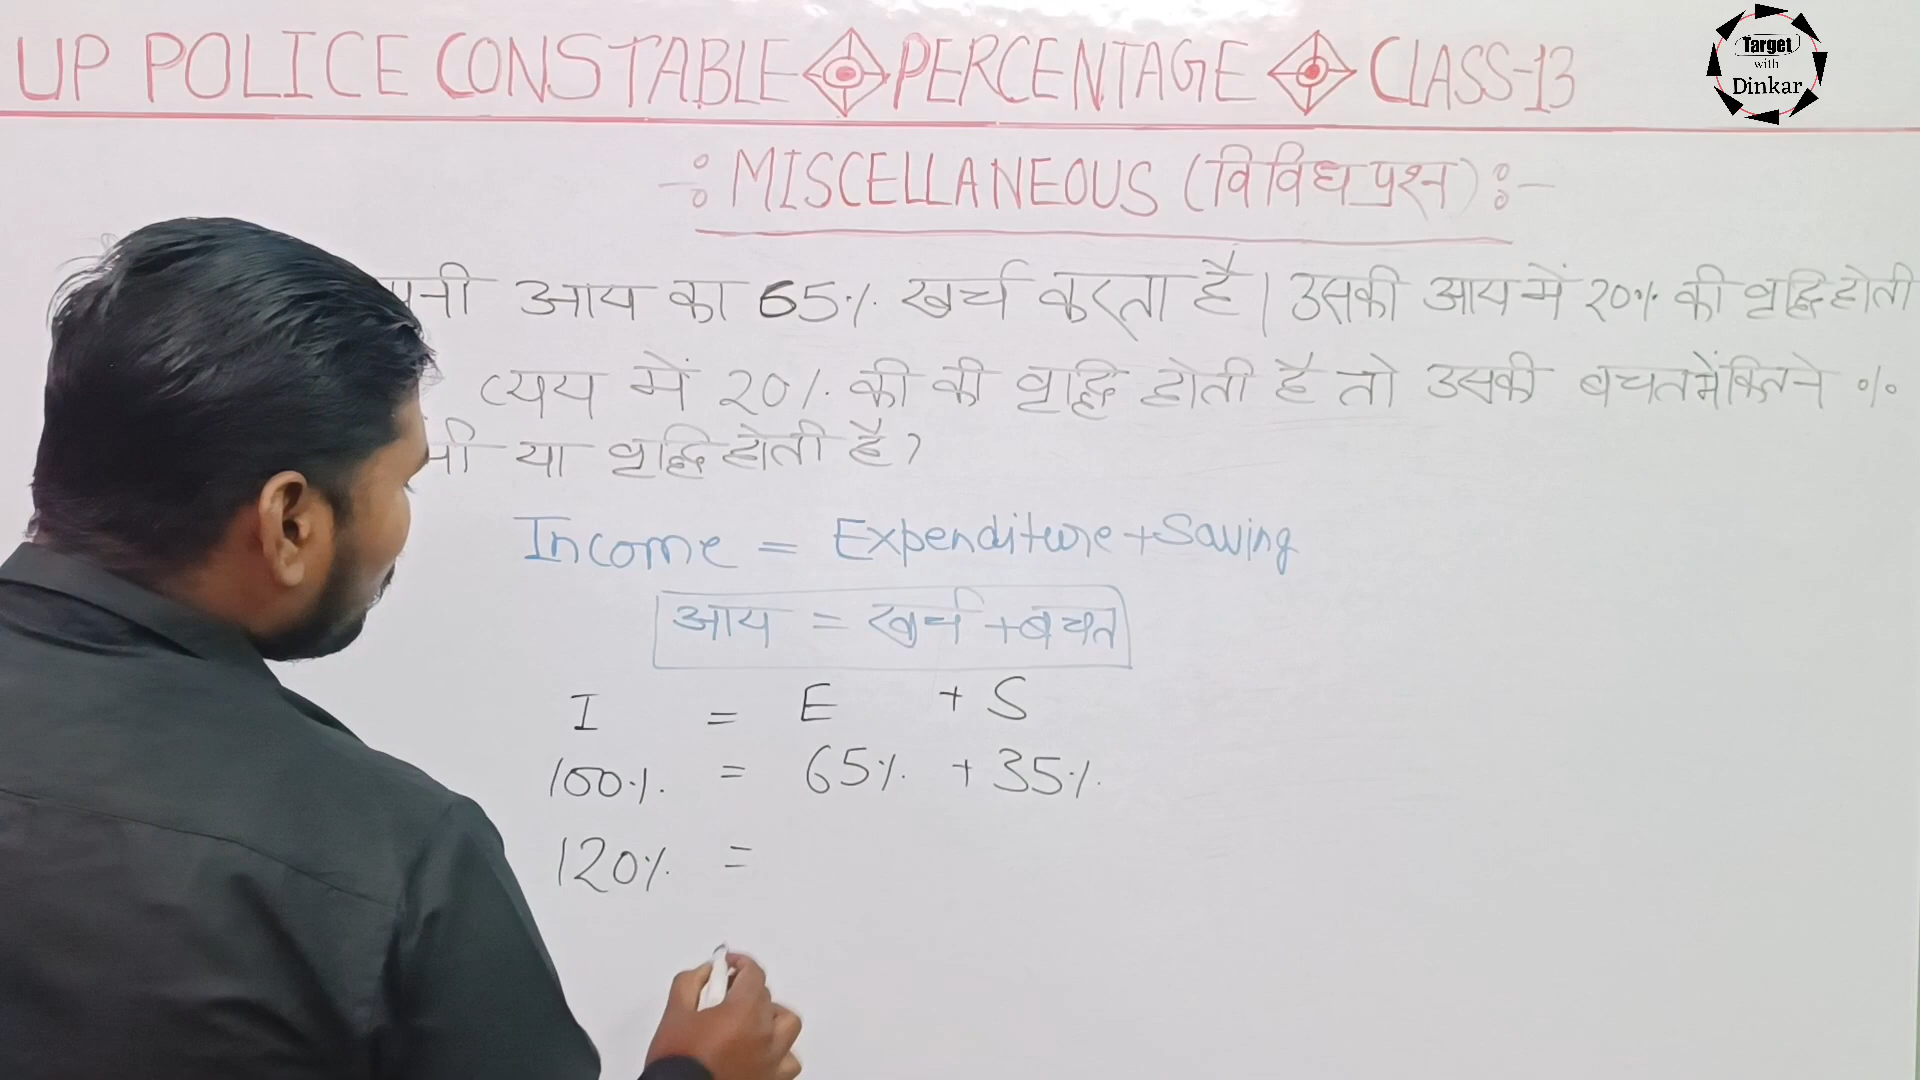 UP POLICE CONSTABLE PERCENTAGE CLASS-13
Target
with
Dinkar
-: MISCELLANEOUS (विविध प्रश्न) :-
आय का 65% खर्च करता है। उसकी आय में 20% की वृद्धि होती
व्यय में 20% की की वृद्धि होती है तो उसकी बचत में कितने %
या वृद्धि होती है?
Income = Expenditure + Saving
आय = खर्च + बचत
I = E + S
100% = 65% + 35%
120% =